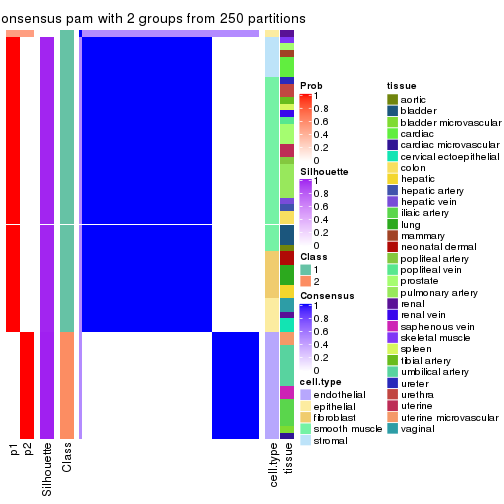 onsensus pam with 2 groups from 250 partitions
Prob
1
0.8
0.6
0.4
0.2
0
Silhouette
1
0.8
0.6
0.4
0.2
0
Class
1
2
Consensus
1
0.8
0.6
0.4
0.2
0
cell.type
endothelial
epithelial
fibroblast
smooth muscle
stromal
tissue
aortic
bladder
bladder microvascular
cardiac
cardiac microvascular
cervical ectoepithelial
colon
hepatic
hepatic artery
hepatic vein
iliaic artery
lung
mammary
neonatal dermal
popliteal artery
popliteal vein
prostate
pulmonary artery
renal
renal vein
saphenous vein
skeletal muscle
spleen
tibial artery
umbilical artery
ureter
urethra
uterine
uterine microvascular
vaginal
p1
p2
Silhouette
Class
cell.type
tissue